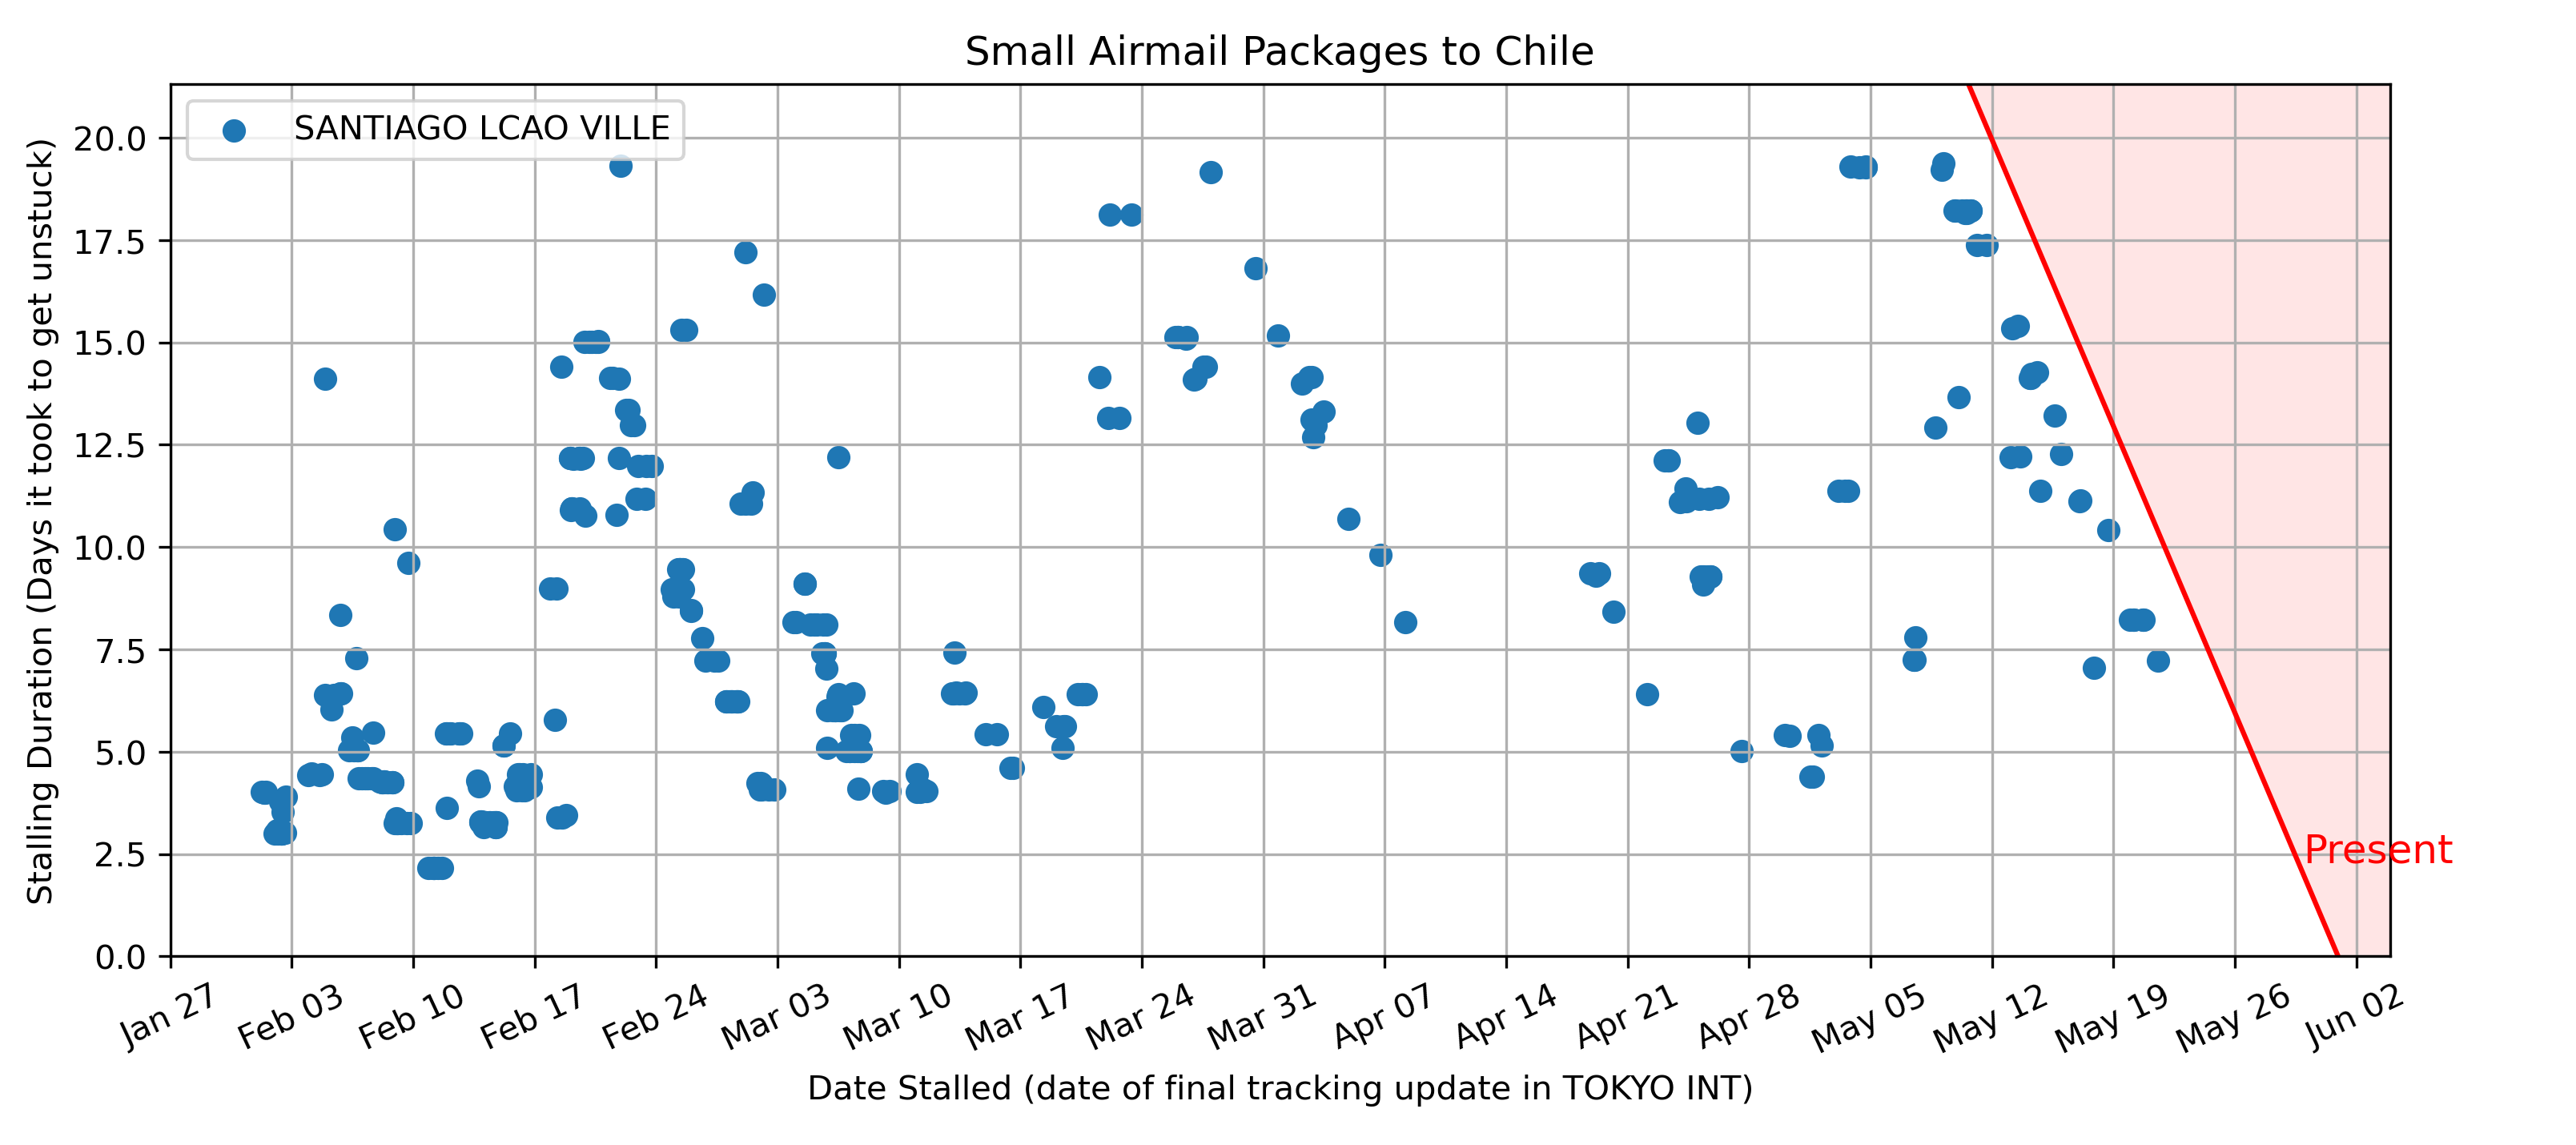 Small Airmail Packages to Chile
SANTIAGO LCAO VILLE
Stalling Duration (Days it took to get unstuck)
20.0
17.5
15.0
12.5
10.0
7.5
5.0
2.5
0.0
Present
Jan 27
Feb 03
Feb 10
Feb 17
Feb 24
Mar 03
Mar 10
Mar 17
Mar 24
Mar 31
Apr 07
Apr 14
Apr 21
Apr 28
May 05
May 12
May 19
May 26
Jun 02
Date Stalled (date of final tracking update in TOKYO INT)